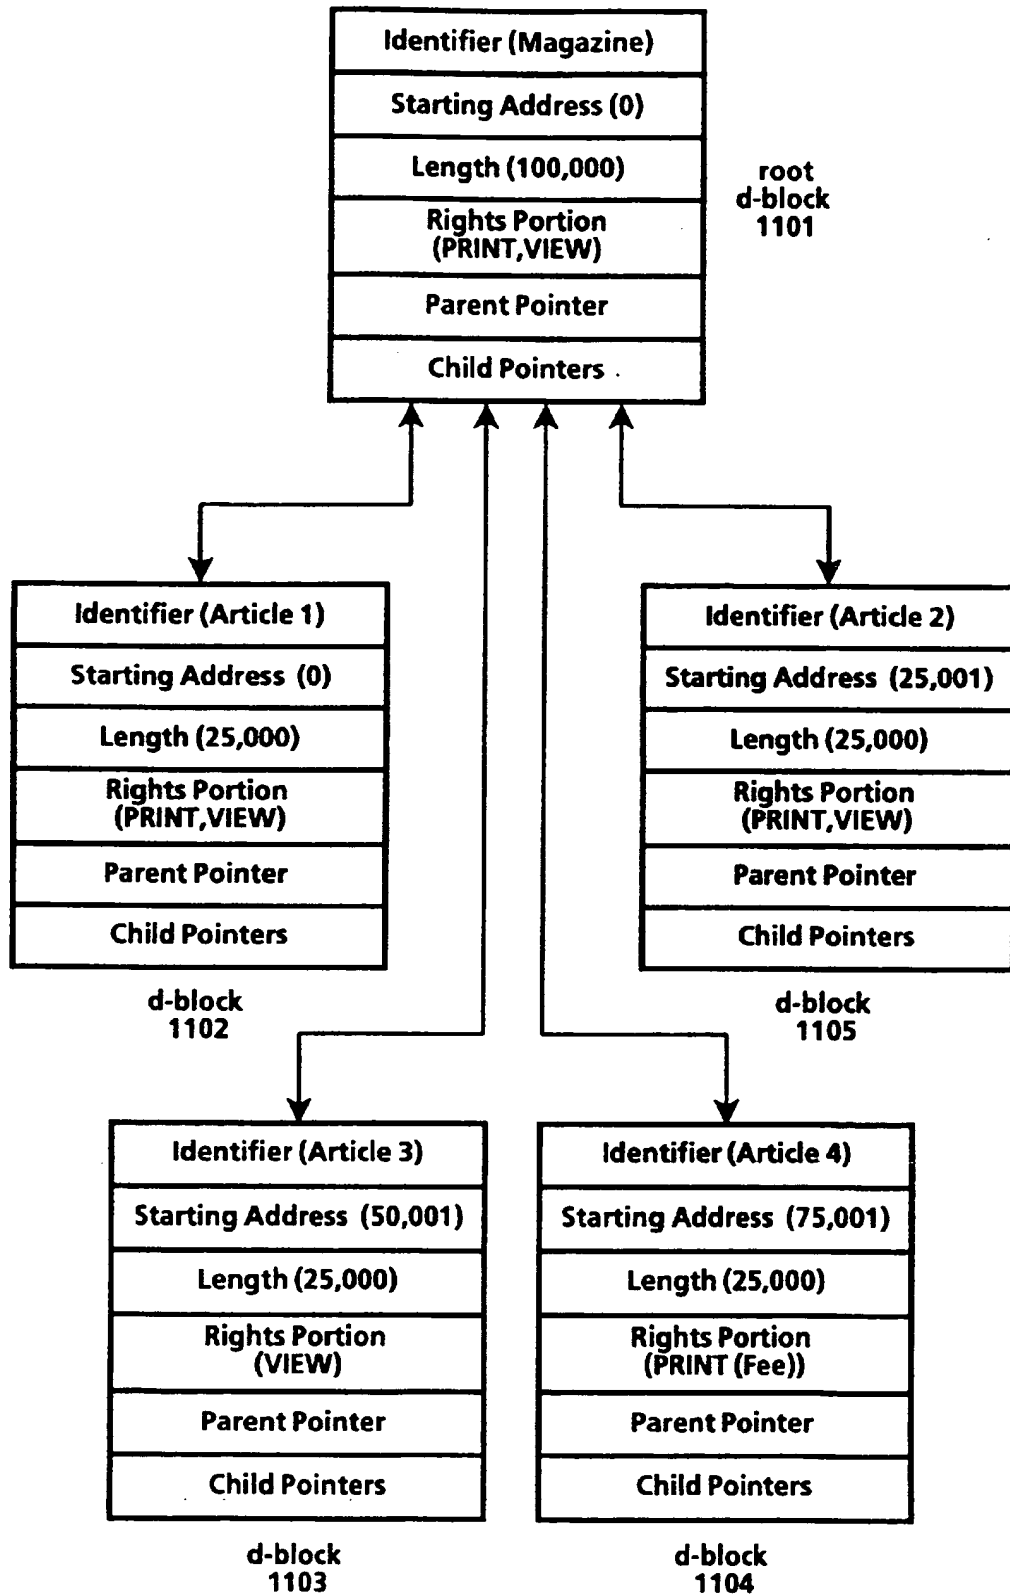 Identifier (Magazine)
Starting Address (0)
Length (100,000)
Rights Portion
(PRINT,VIEW)
Parent Pointer
Child Pointers
root
d-block
1101
Identifier (Article 1)
Starting Address (0)
Length (25,000)
Rights Portion
(PRINT,VIEW)
Parent Pointer
Child Pointers
d-block
1102
Identifier (Article 2)
Starting Address (25,001)
Length (25,000)
Rights Portion
(PRINT,VIEW)
Parent Pointer
Child Pointers
d-block
1105
Identifier (Article 3)
Starting Address (50,001)
Length (25,000)
Rights Portion
(VIEW)
Parent Pointer
Child Pointers
d-block
1103
Identifier (Article 4)
Starting Address (75,001)
Length (25,000)
Rights Portion
(PRINT (Fee))
Parent Pointer
Child Pointers
d-block
1104